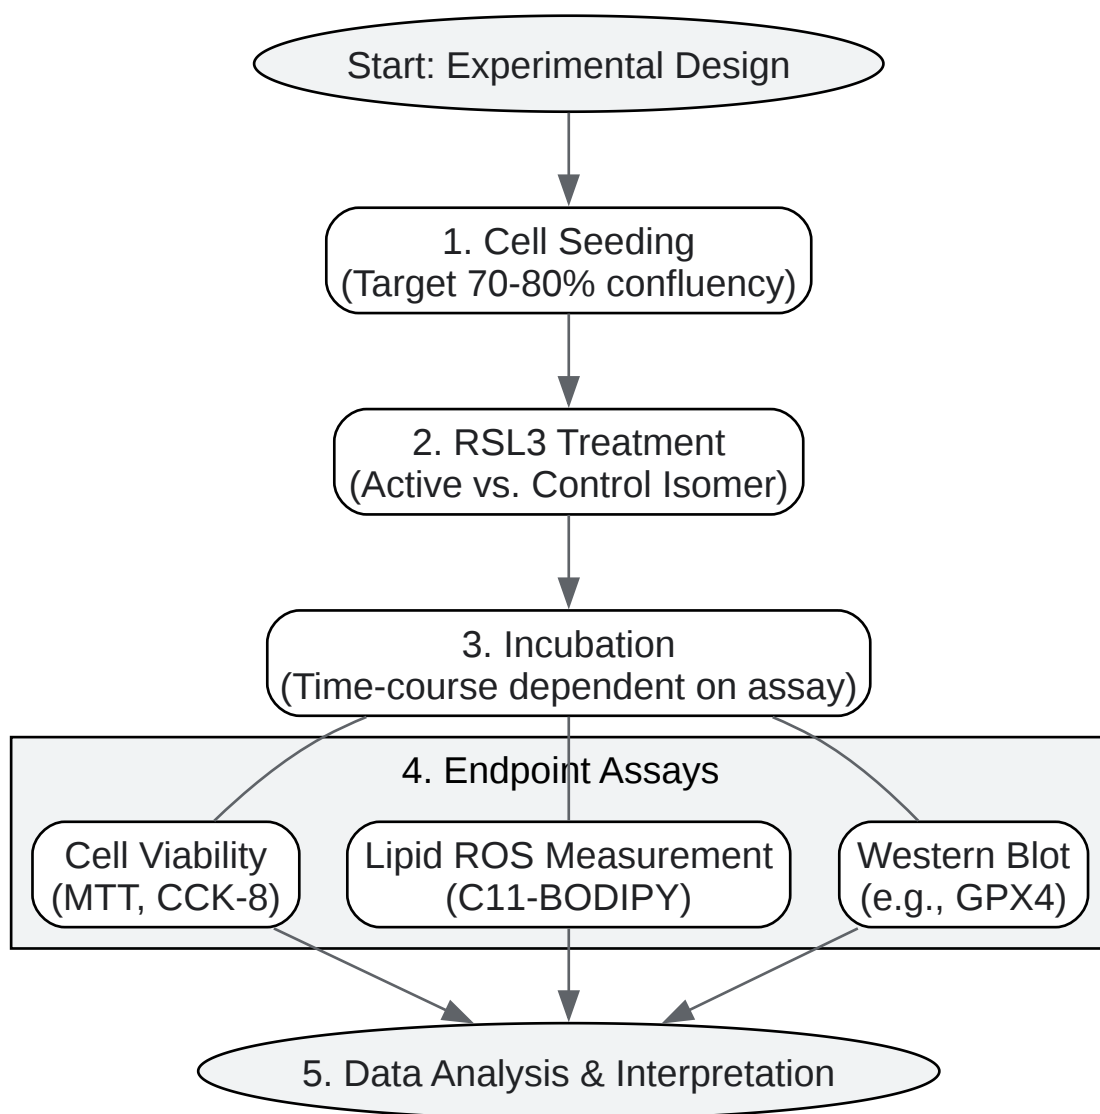 Start: Experimental Design
1. Cell Seeding
(Target 70-80% confluency)
2. RSL3 Treatment
(Active vs. Control Isomer)
3. Incubation
(Time-course dependent on assay)
4. Endpoint Assays
Cell Viability
(MTT, CCK-8)
Lipid ROS Measurement
(C11-BODIPY)
Western Blot
(e.g., GPX4)
5. Data Analysis & Interpretation